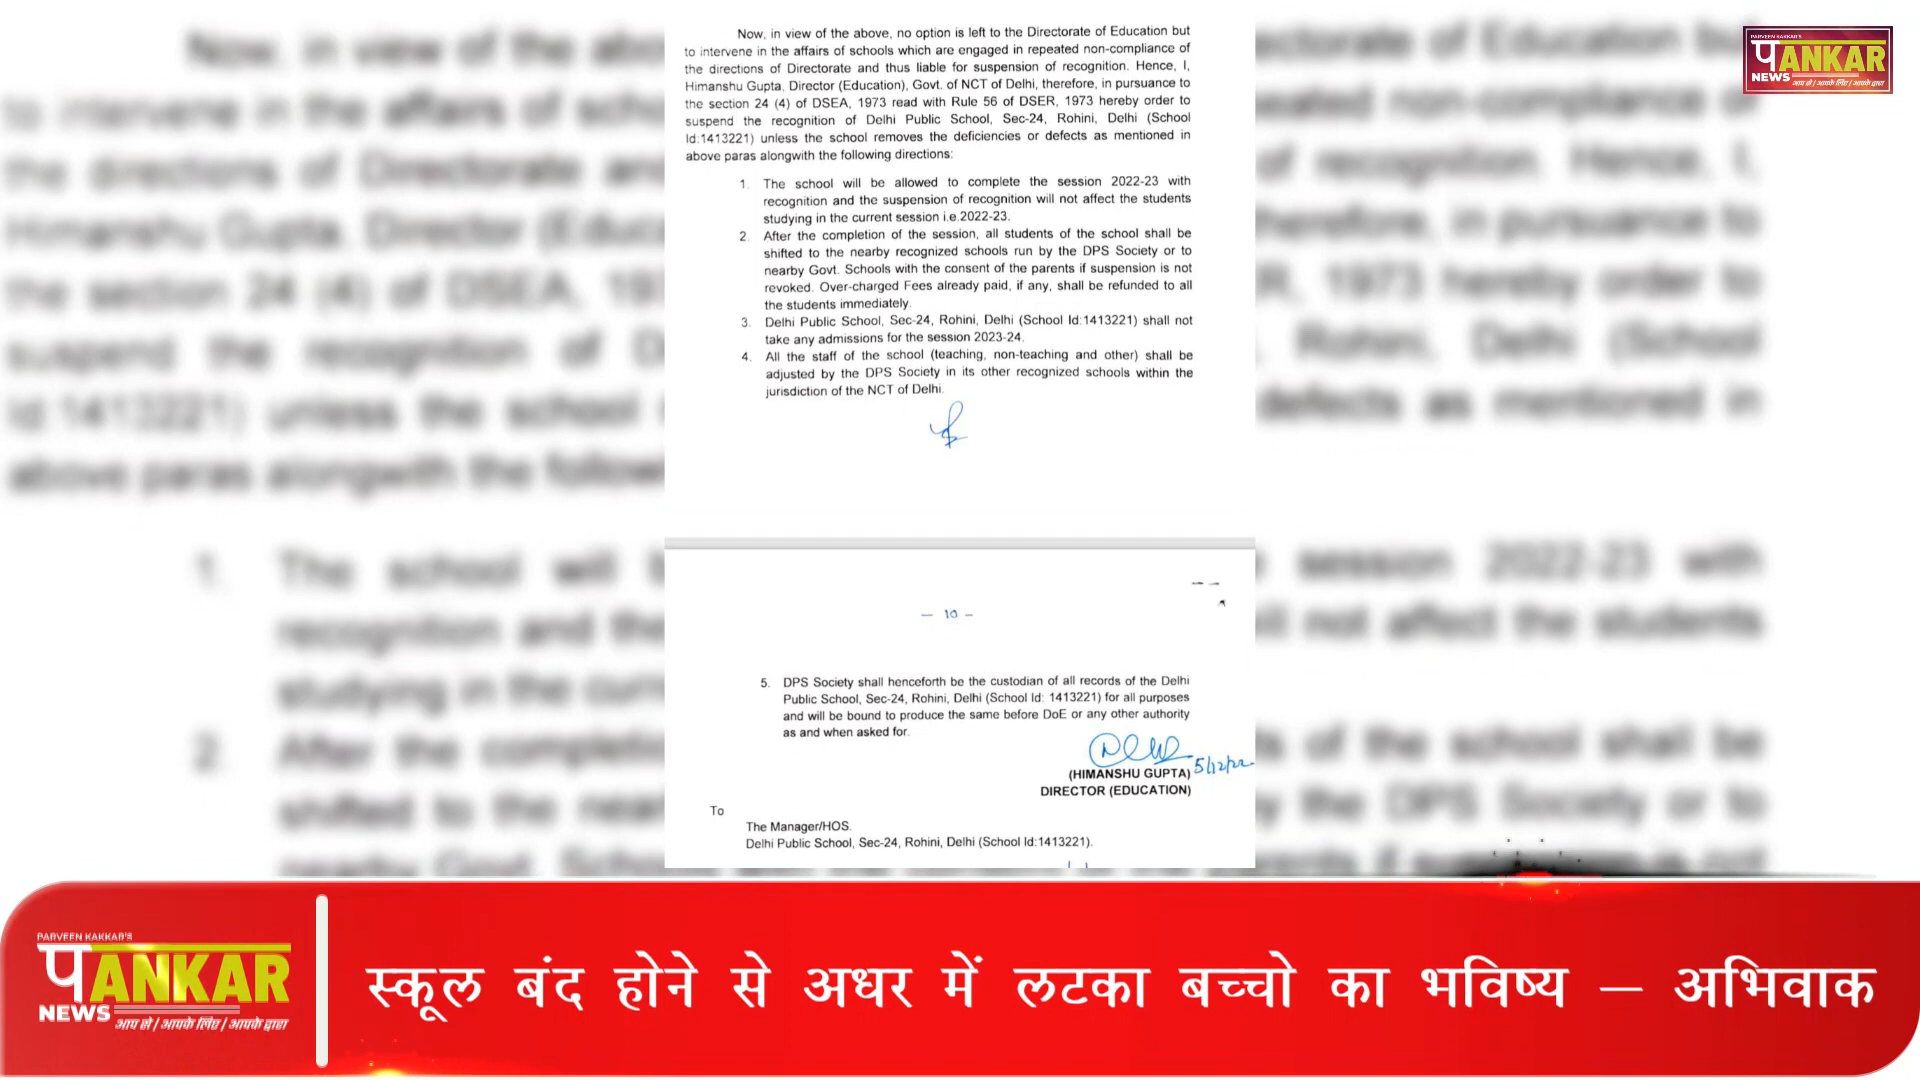 Now, in view of the above, no option is left to the Directorate of Education but
to intervene in the affairs of schools which are engaged in repeated non-compliance of
the directions of Directorate and thus liable for suspension of recognition. Hence, I,
Himanshu Gupta, Director (Education), Govt. of NCT of Delhi, therefore, in pursuance to
the section 24 (4) of DSEA, 1973 read with Rule 56 of DSER, 1973 hereby order to
suspend the recognition of Delhi Public School, Sec-24, Rohini, Delhi (School
Id:1413221) unless the school removes the deficiencies or defects as mentioned in
above paras alongwith the following directions:
1. The school will be allowed to complete the session 2022-23 with
recognition and the suspension of recognition will not affect the students
studying in the current session i.e.2022-23.
2. After the completion of the session, all students of the school shall be
shifted to the nearby recognized schools run by the DPS Society or to
nearby Govt. Schools with the consent of the parents if suspension is not
revoked. Over-charged Fees already paid, if any, shall be refunded to all
the students immediately.
3. Delhi Public School, Sec-24, Rohini, Delhi (School Id:1413221) shall not
take any admissions for the session 2023-24.
4. All the staff of the school (teaching, non-teaching and other) shall be
adjusted by the DPS Society in its other recognized schools within the
jurisdiction of the NCT of Delhi.
– 10 –
5. DPS Society shall henceforth be the custodian of all records of the Delhi
Public School, Sec-24, Rohini, Delhi (School Id: 1413221) for all purposes
and will be bound to produce the same before DoE or any other authority
as and when asked for.
(HIMANSHU GUPTA) 5/12/22
DIRECTOR (EDUCATION)
To
The Manager/HOS.
Delhi Public School, Sec-24, Rohini, Delhi (School Id:1413221).
PARVEEN KAKKAR'S
पANKAR
NEWS
आप से / आपके लिए / आपके द्वारा
PARVEEN KAKKAR'S
पANKAR
NEWS
आप से / आपके लिए / आपके द्वारा
स्कूल बंद होने से अधर में लटका बच्चो का भविष्य – अभिवाक